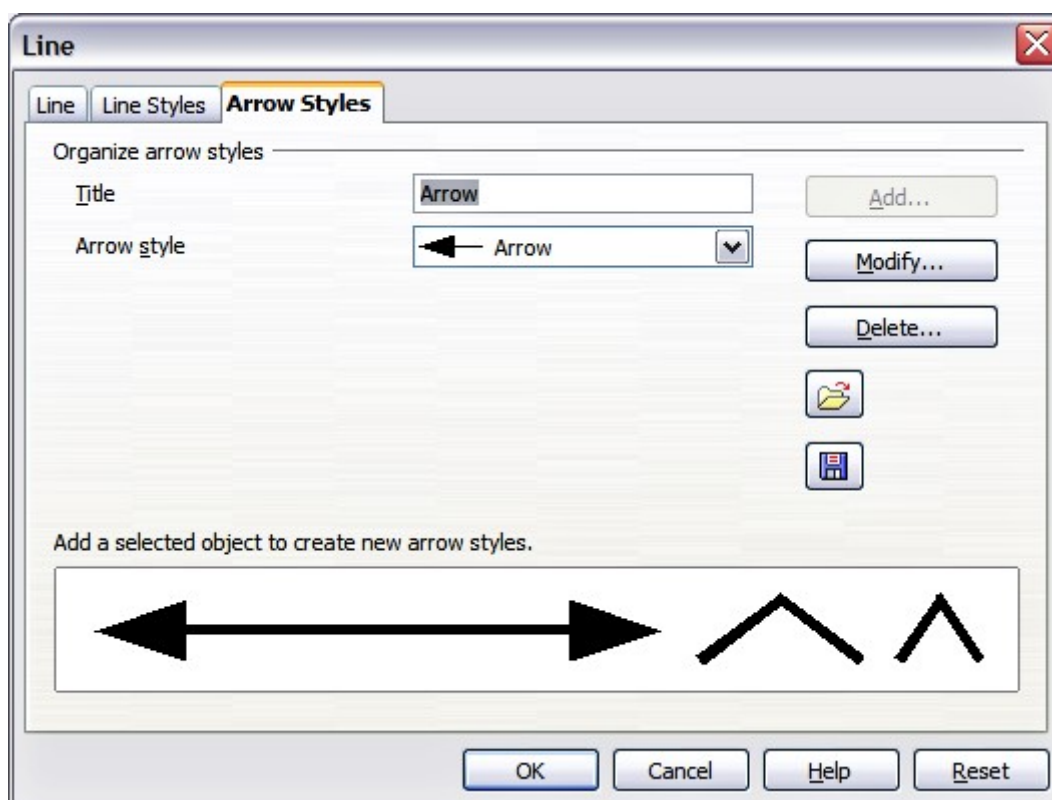 Line
Line Line Styles Arrow Styles
Organize arrow styles
Title Arrow Add...
Arrow style Arrow
Modify...
Delete...
Add a selected object to create new arrow styles.
OK Cancel Help Reset